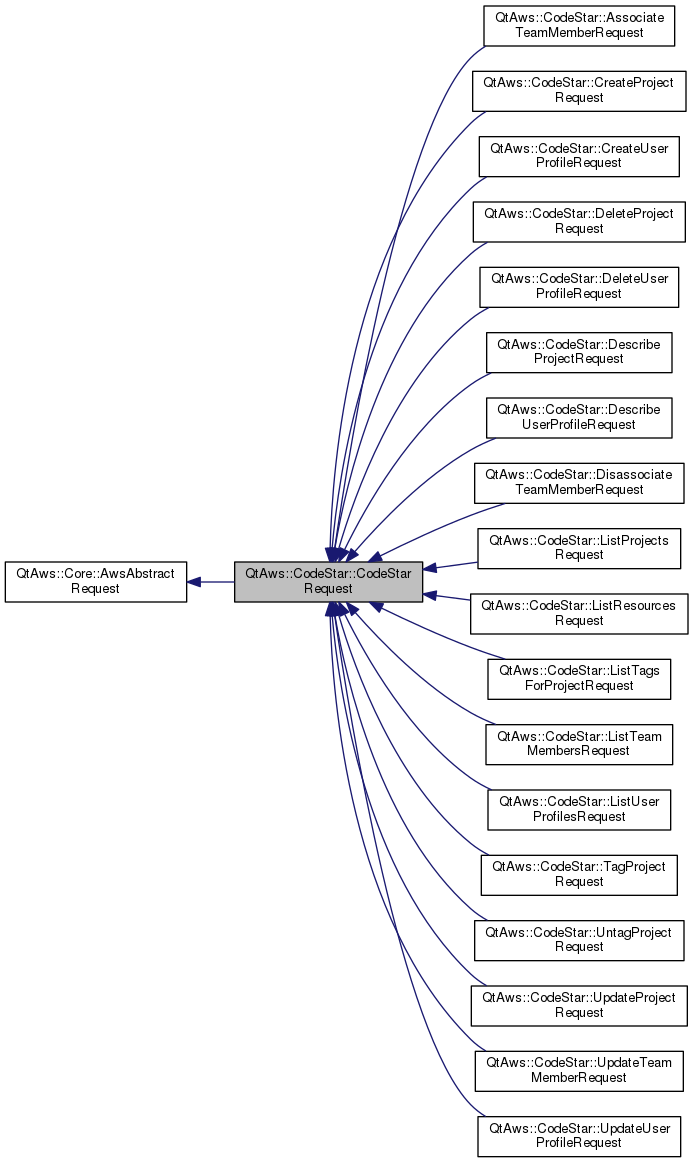 QtAws::CodeStar::Associate
TeamMemberRequest
QtAws::CodeStar::CreateProject
Request
QtAws::CodeStar::CreateUser
ProfileRequest
QtAws::CodeStar::DeleteProject
Request
QtAws::CodeStar::DeleteUser
ProfileRequest
QtAws::CodeStar::Describe
ProjectRequest
QtAws::CodeStar::Describe
UserProfileRequest
QtAws::CodeStar::Disassociate
TeamMemberRequest
QtAws::CodeStar::ListProjects
Request
QtAws::Core::AwsAbstract
Request
QtAws::CodeStar::CodeStar
Request
QtAws::CodeStar::ListResources
Request
QtAws::CodeStar::ListTags
ForProjectRequest
QtAws::CodeStar::ListTeam
MembersRequest
QtAws::CodeStar::ListUser
ProfilesRequest
QtAws::CodeStar::TagProject
Request
QtAws::CodeStar::UntagProject
Request
QtAws::CodeStar::UpdateProject
Request
QtAws::CodeStar::UpdateTeam
MemberRequest
QtAws::CodeStar::UpdateUser
ProfileRequest